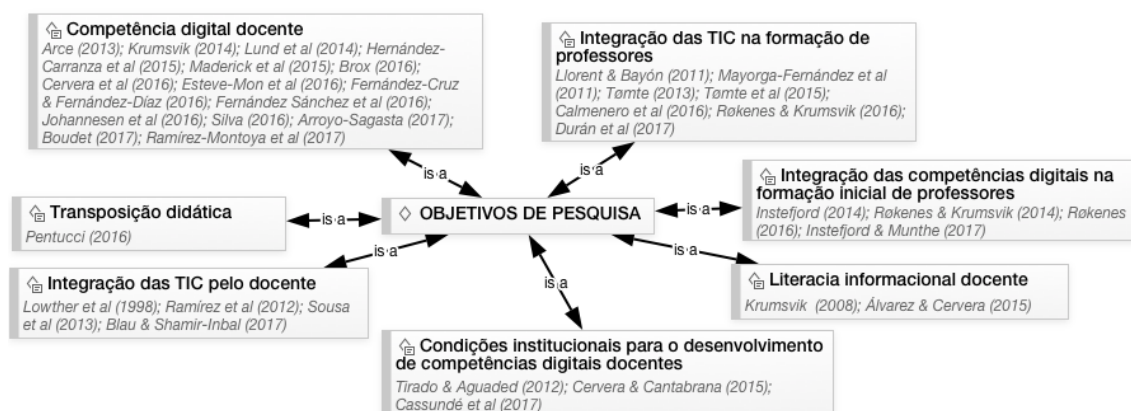 Competência digital docente
Arce (2013); Krumsvik (2014); Lund et al (2014); Hernández-
Carranza et al (2015); Maderick et al (2015); Brox (2016);
Cervera et al (2016); Esteve-Mon et al (2016); Fernández-Cruz
& Fernández-Díaz (2016); Fernández Sánchez et al (2016);
Johannesen et al (2016); Silva (2016); Arroyo-Sagasta (2017);
Boudet (2017); Ramírez-Montoya et al (2017)
Integração das TIC na formação de
professores
Llorent & Bayón (2011); Mayorga-Fernández et al
(2011); Tømte (2013); Tømte et al (2015);
Calmenero et al (2016); Røkenes & Krumsvik (2016);
Durán et al (2017)
is a
is a
Integração das competências digitais na
formação inicial de professores
Instefjord (2014); Røkenes & Krumsvik (2014); Røkenes
(2016); Instefjord & Munthe (2017)
Transposição didática
Pentucci (2016)
is a
OBJETIVOS DE PESQUISA
is a
is a
is a
is a
Integração das TIC pelo docente
Lowther et al (1998); Ramírez et al (2012); Sousa
et al (2013); Blau & Shamir-Inbal (2017)
Literacia informacional docente
Krumsvik (2008); Álvarez & Cervera (2015)
Condições institucionais para o desenvolvimento
de competências digitais docentes
Tirado & Aguaded (2012); Cervera & Cantabrana (2015);
Cassundé et al (2017)